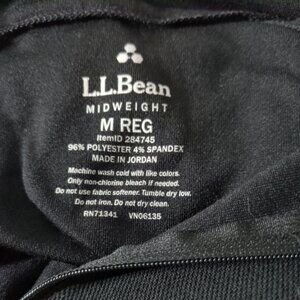 L.L.Bean
MIDWEIGHT
M REG
ItemID 284745
96% POLYESTER 4% SPANDEX
MADE IN JORDAN
Machine wash cold with like colors.
Only non-chlorine bleach if needed.
Do not use fabric softener. Tumble dry low.
Do not iron. Do not dry clean.
RN71341 VN06135